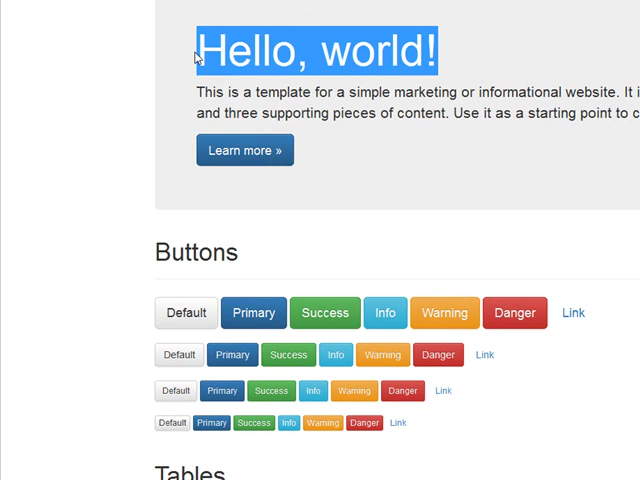 Hello, world!
This is a template for a simple marketing or informational website. It
and three supporting pieces of content. Use it as a starting point to
Learn more »
Buttons
Default Primary Success Info Warning Danger Link
Default Primary Success Info Warning Danger Link
Default Primary Success Info Warning Danger Link
Default Primary Success Info Warning Danger Link
Tables